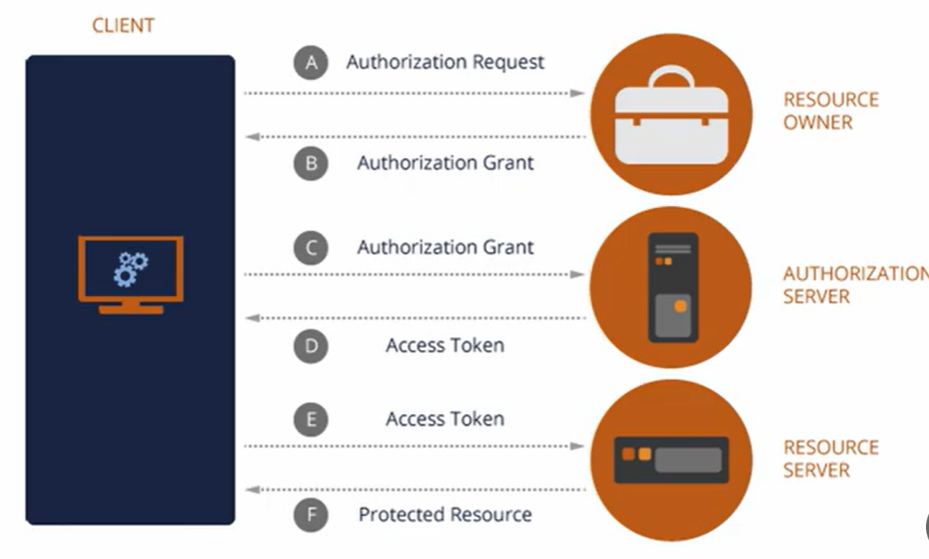 CLIENT
A Authorization Request
RESOURCE
OWNER
B Authorization Grant
C Authorization Grant
AUTHORIZATION
SERVER
D Access Token
E Access Token
RESOURCE
SERVER
F Protected Resource